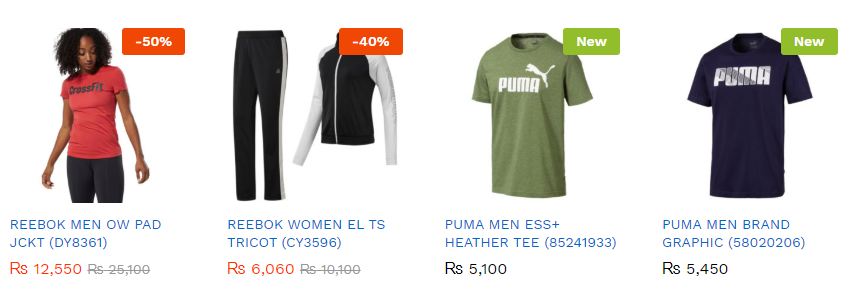 -50%
-40%
New
New
CrossFit
PUMA
PUMA
REEBOK MEN OW PAD
JCKT (DY8361)
₨ 12,550 ₨ 25,100
REEBOK WOMEN EL TS
TRICOT (CY3596)
₨ 6,060 ₨ 10,100
PUMA MEN ESS+
HEATHER TEE (85241933)
₨ 5,100
PUMA MEN BRAND
GRAPHIC (58020206)
₨ 5,450